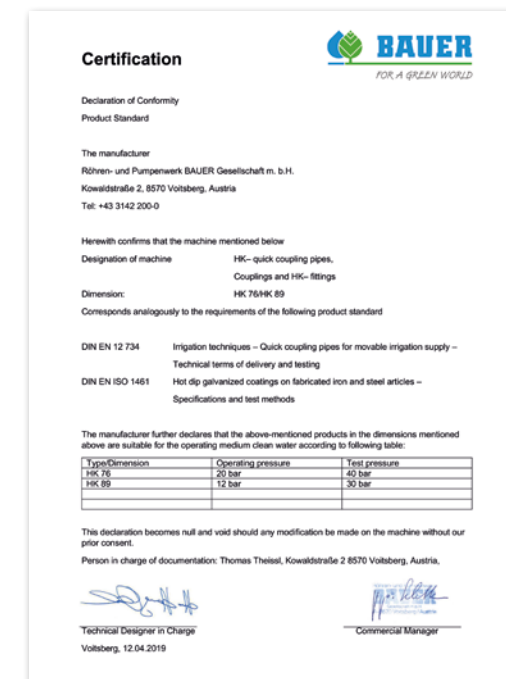 BAUER
FOR A GREEN WORLD
Certification
Declaration of Conformity
Product Standard
The manufacturer
Röhren- und Pumpenwerk BAUER Gesellschaft m. b.H.
Kowaldstraße 2, 8570 Voitsberg, Austria
Tel: +43 3142 200-0
Herewith confirms that the machine mentioned below
Designation of machine HK– quick coupling pipes,
Couplings and HK– fittings
Dimension: HK 76/HK 89
Corresponds analogously to the requirements of the following product standard
DIN EN 12 734 Irrigation techniques – Quick coupling pipes for movable irrigation supply –
Technical terms of delivery and testing
DIN EN ISO 1461 Hot dip galvanized coatings on fabricated iron and steel articles –
Specifications and test methods
The manufacturer further declares that the above-mentioned products in the dimensions mentioned
above are suitable for the operating medium clean water according to following table:
Type/Dimension Operating pressure Test pressure
HK 76 20 bar 40 bar
HK 89 12 bar 30 bar
This declaration becomes null and void should any modification be made on the machine without our
prior consent.
Person in charge of documentation: Thomas Theissl, Kowaldstraße 2 8570 Voitsberg, Austria,
Technical Designer in Charge Commercial Manager
Voitsberg, 12.04.2019